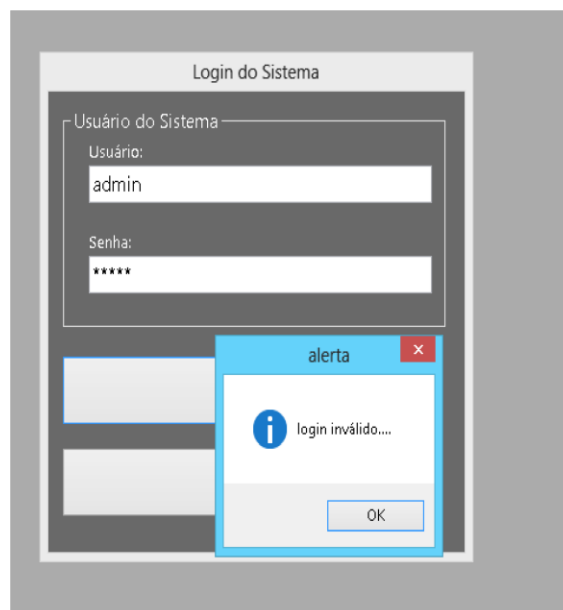 Login do Sistema
Usuário do Sistema
Usuário:
admin
Senha:
*****
alerta
login inválido....
OK